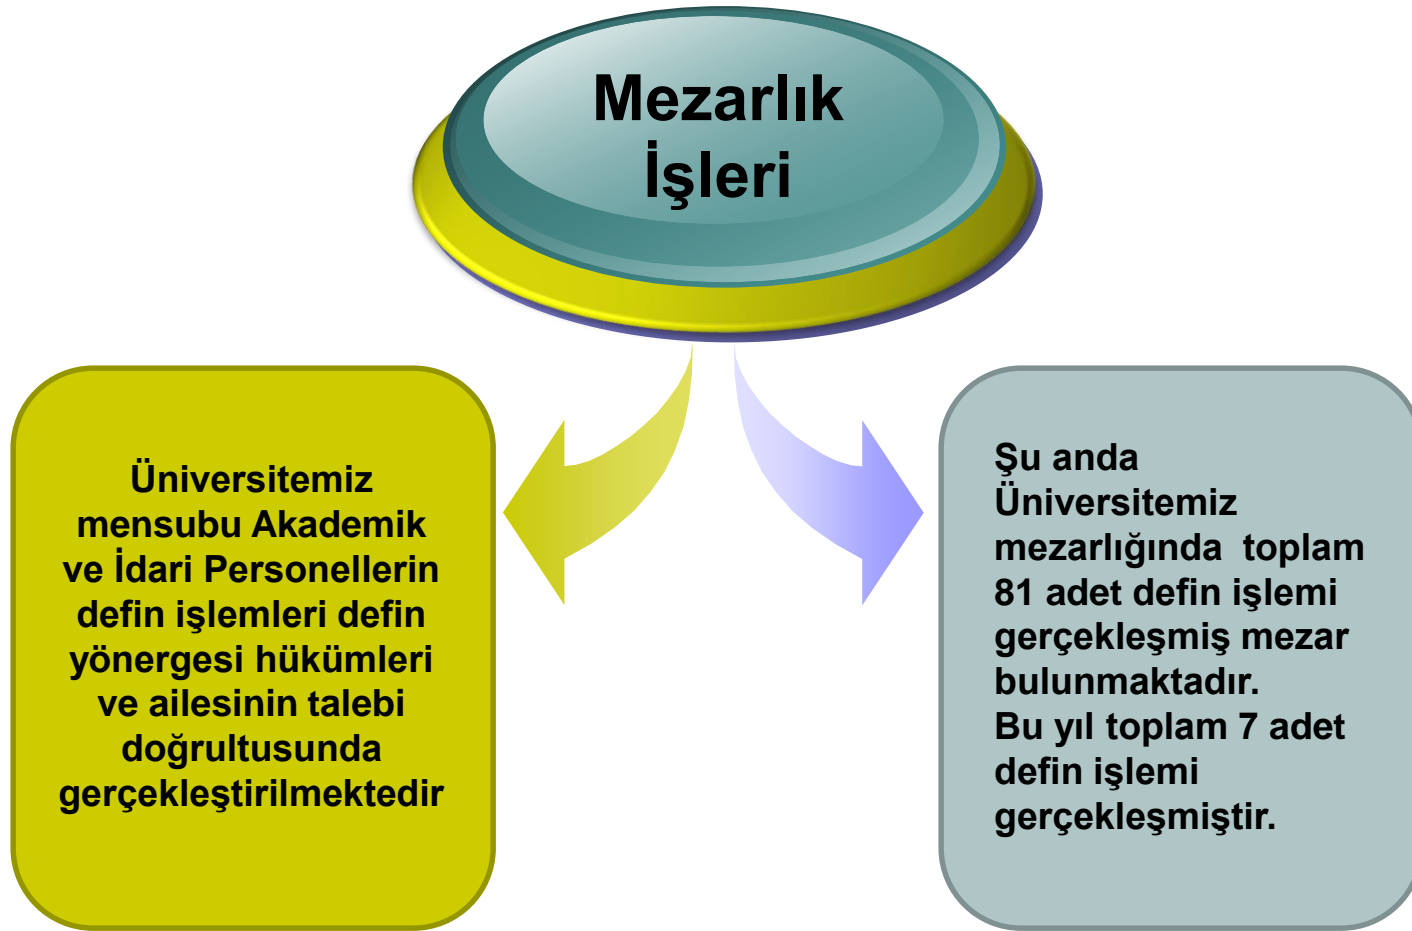 Mezarlık
İşleri
Üniversitemiz
mensubu Akademik
ve İdari Personellerin
defin işlemleri defin
yönergesi hükümleri
ve ailesinin talebi
doğrultusunda
gerçekleştirilmektedir
Şu anda
Üniversitemiz
mezarlığında toplam
81 adet defin işlemi
gerçekleşmiş mezar
bulunmaktadır.
Bu yıl toplam 7 adet
defin işlemi
gerçekleşmiştir.